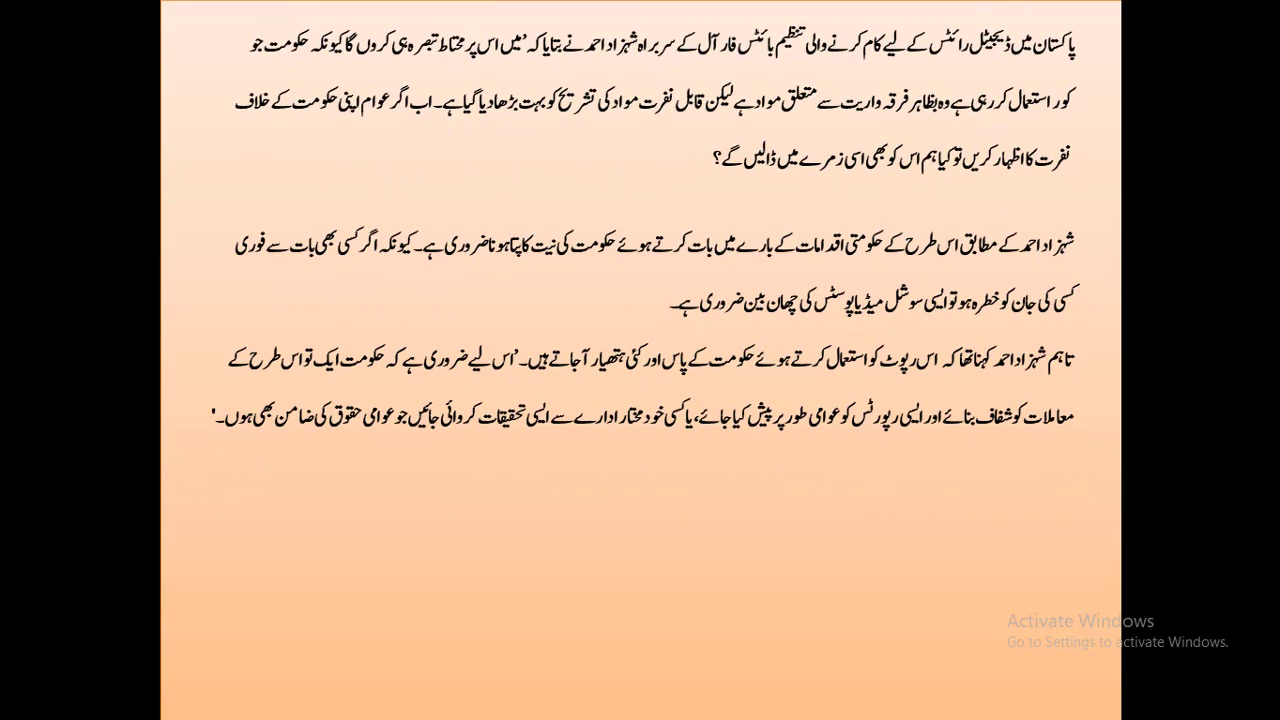 پاکستان میں ڈیجیٹل رائٹس کے لیے کام کرنے والی تنظیم بائٹس فار آل کے سربراہ شہزاد احمد نے بتایا کہ ’میں اس پر محتاط تبصرہ ہی کروں گا کیونکہ حکومت جو
کور استعمال کر رہی ہے وہ بظاہر فرقہ واریت سے متعلق مواد ہے لیکن قابل نفرت مواد کی تشریح کو بہت بڑھا دیا گیا ہے۔ اب اگر عوام اپنی حکومت کے خلاف
نفرت کا اظہار کریں تو کیا ہم اس کو بھی اسی زمرے میں ڈالیں گے؟
شہزاد احمد کے مطابق اس طرح کے حکومتی اقدامات کے بارے میں بات کرتے ہوئے حکومت کی نیت کا پتا ہونا ضروری ہے۔ کیونکہ اگر کسی بھی بات سے فوری
کسی کی جان کو خطرہ ہو تو ایسی سوشل میڈیا پوسٹس کی چھان بین ضروری ہے۔
تاہم شہزاد احمد کہنا تھا کہ اس رپوٹ کو استعمال کرتے ہوئے حکومت کے پاس اور کئی ہتھیار آ جاتے ہیں۔ ’اس لیے ضروری ہے کہ حکومت ایک تو اس طرح کے
معاملات کو شفاف بنائے اور ایسی رپورٹس کو عوامی طور پر پیش کیا جائے، یا کسی خود مختار ادارے سے ایسی تحقیقات کروائی جائیں جو عوامی حقوق کی ضامن بھی ہوں۔'
Activate Windows
Go to Settings to activate Windows.